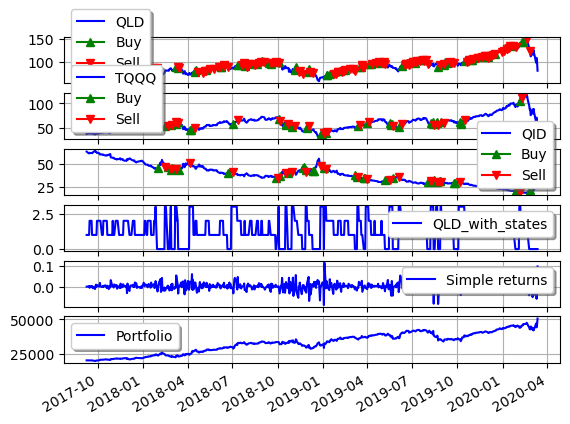 QLD
Buy
Sell
150
100
TQQQ
Buy
Sell
100
50
QID
Buy
Sell
50
25
QLD_with_states
2.5
0.0
Simple returns
0.1
0.0
Portfolio
50000
25000
2017-10 2018-01 2018-04 2018-07 2018-10 2019-01 2019-04 2019-07 2019-10 2020-01 2020-04